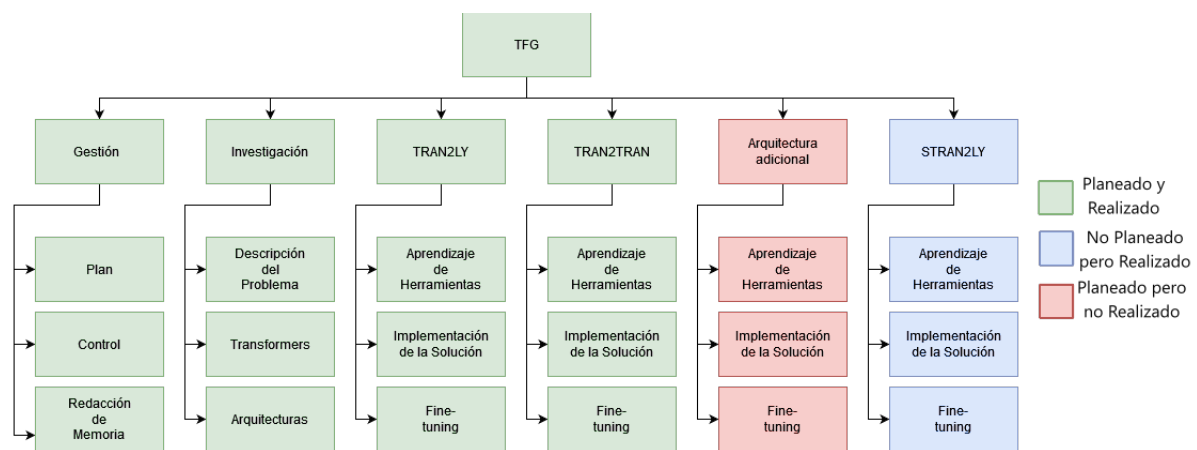 TFG
Gestión
Investigación
TRAN2LY
TRAN2TRAN
Arquitectura
adicional
STRAN2LY
Plan
Descripción
del
Problema
Aprendizaje
de
Herramientas
Aprendizaje
de
Herramientas
Aprendizaje
de
Herramientas
Aprendizaje
de
Herramientas
Control
Transformers
Implementación
de la Solución
Implementación
de la Solución
Implementación
de la Solución
Implementación
de la Solución
Redacción
de
Memoria
Arquitecturas
Fine-
tuning
Fine-
tuning
Fine-
tuning
Fine-
tuning
Planeado y
Realizado
No Planeado
pero Realizado
Planeado pero
no Realizado